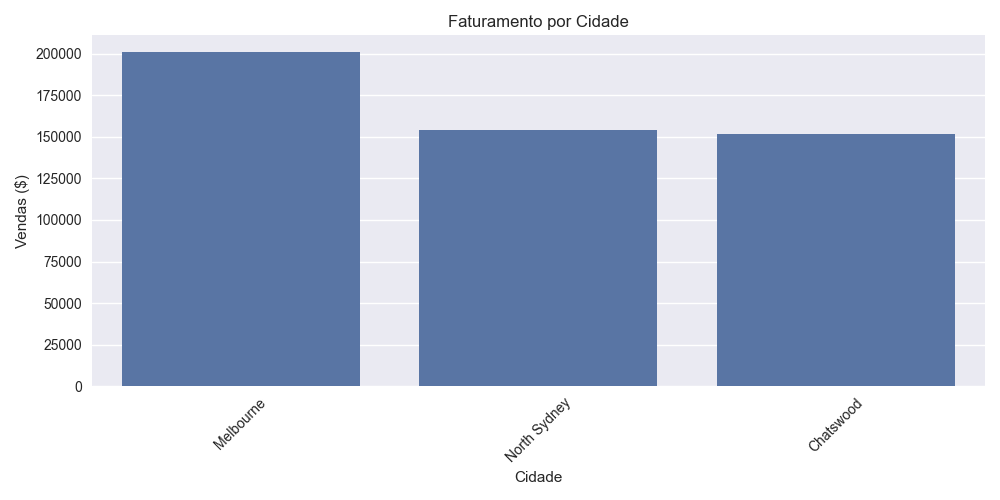 Faturamento por Cidade
Vendas ($)
200000
175000
150000
125000
100000
75000
50000
25000
0
Melbourne
North Sydney
Chatswood
Cidade